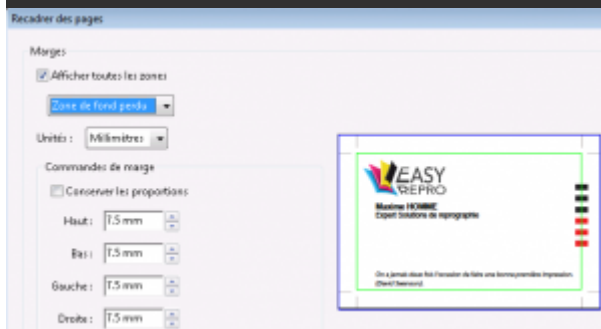 Recadrer des pages
Marges
Afficher toutes les zones
Zone de fond perdu
Unités : Millimètres
Commandes de marge
Conserver les proportions
Haut : 7.5 mm
Bas : 7.5 mm
Gauche : 7.5 mm
Droite : 7.5 mm
EASY
REPRO
Maxime HOMME
Expert Solutions de reprographie
On a jamais deux fois l'occasion de faire une bonne première impression.
(David Swanson)